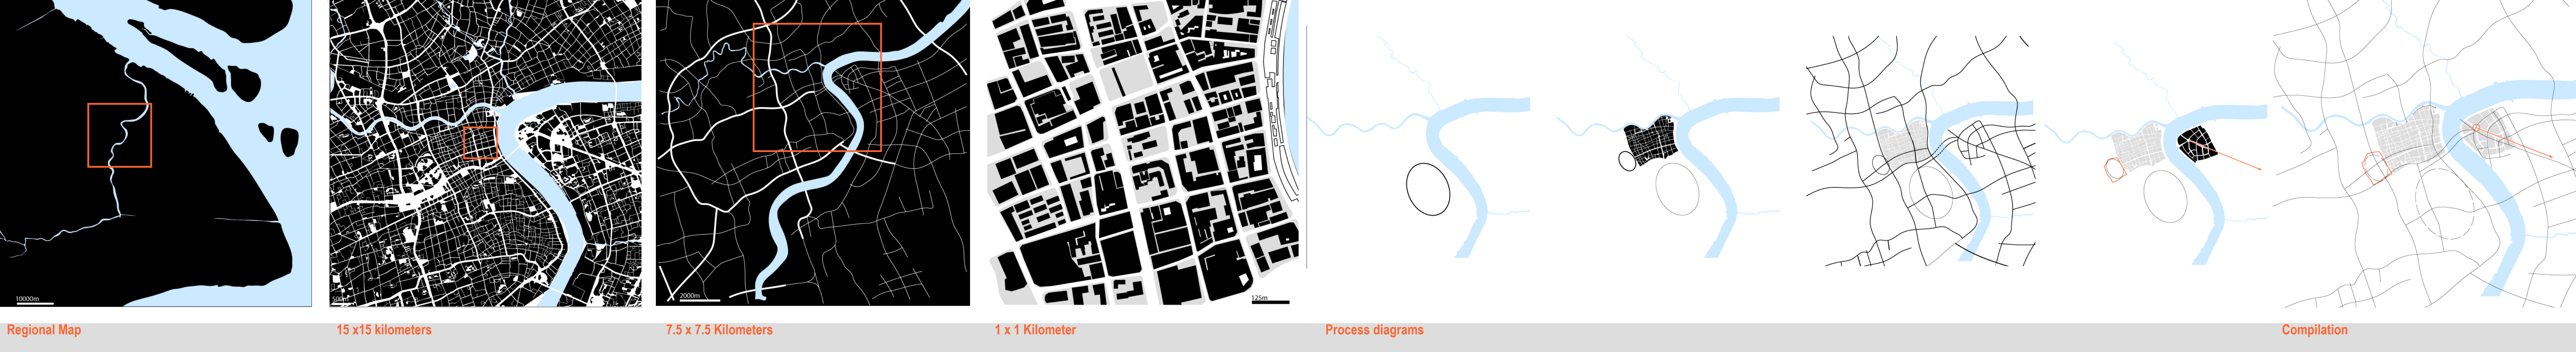 10000m
500m
2000m
125m
Regional Map
15 x15 kilometers
7.5 x 7.5 Kilometers
1 x 1 Kilometer
Process diagrams
Compilation